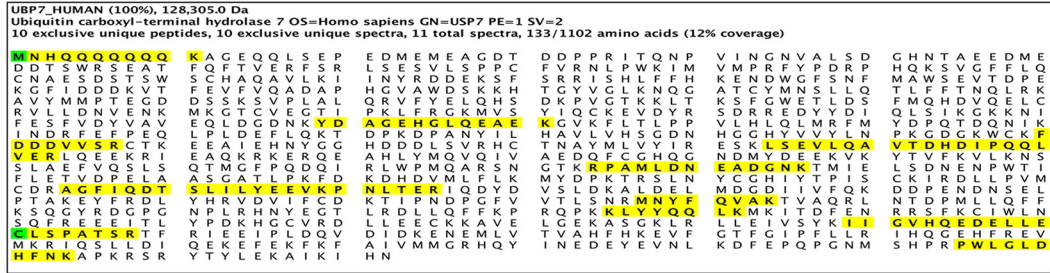 UBP7_HUMAN (100%), 128,305.0 Da
Ubiquitin carboxyl-terminal hydrolase 7 OS=Homo sapiens GN=USP7 PE=1 SV=2
10 exclusive unique peptides, 10 exclusive unique spectra, 11 total spectra, 133/1102 amino acids (12% coverage)
MNHQQQQQQQ KAGEQQLSEP EDMEMEAGDT DDPPRITQNP VINGNVALSD GHNTAEEDME
DDTSWRSEAT FQFTVERFSR LSESVLSPPC FVRNLPWKIM VMPRFYPDRP HQKSVGFFLQ
CNAESDSTSW SCHAQAVLKI INYRDDEKSF SRRISHLFFH KENDWGFSNF MAWSEVTDPE
KGFIDDDKVT FEVFVQADAP HGVAWDSKKH TGYVGLKNQG ATCYMNSLLQ TLFFTNQLRK
AVYMMPTEGD DSSKSVPLAL QRVFYELQHS DKPVGTKKLT KSFGWETLDS FMQHDVQELC
RVLLDNVENK MKGTCVEGTI PKLFRGKMVS YIQCKEVDYR SDRREDYYDI QLSIKGKKNI
FESFVDYVAV EQLDGDNKYD AGEHGLQEAE KGVKFLTLPP VLHLQLMRFM YDPQTDQNIK
INDRFEFPEQ LPLDEFLQKT DPKDPANYIL HAVLVHSGDN HGGHYVVYLN PKGDGKWCKF
DDDVVSRCTK EEAIEHNYGG HDDDLSVRHC TNAYMLVYIR ESKLSEVLQA VTDHDIPQQL
VERLQEEKRI EAQKRKERQE AHLYMQVQIV AEDQFCGHQG NDMYDEEKVK YTVFKVLKNS
SLAEFVQSLS QTMGFPQDQI RLWPMQARSN GTKRPAMLDN EADGNKTMIE LSDNENPWTI
FLETVDPELA ASGATLPKFD KDHDVMLFLK MYDPKTRSLN YCGHIYTPIS CKIRDLLPVM
CDRAGFIQDT SLILYEEVKP NLTERIQDYD VSLDKALDEL MDGDIIVFQK DDPENDNSEL
PTAKEYFRDL YHRVDVIFCD KTIPNDPGFV VTLSNRMNYF QVAKTVAQRL NTDPMLLQFF
KSQGYRDGPG NPLRHNYEGT LRDLLQFFKP RQPKKLYYQQ LKMKITDFEN RRSFKCIWLN
SQFREEEITL YPDKHGCVRD LLEECKKAVE LGEKASGKLR LLEIVSYKII GVHQEDELLE
CLSPATSRTF RIEEIPLDQV DIDKENEMLV TVAHFHKEVF GTFGIPFLLR IHQGEHFREV
MKRIQSLLDI QEKEFEKFKF AIVMMGRHQY INEDEYEVNL KDFEPQPGNM SHPRPWLGLD
HFNKAPKRSR YTYLEKAIKI HN